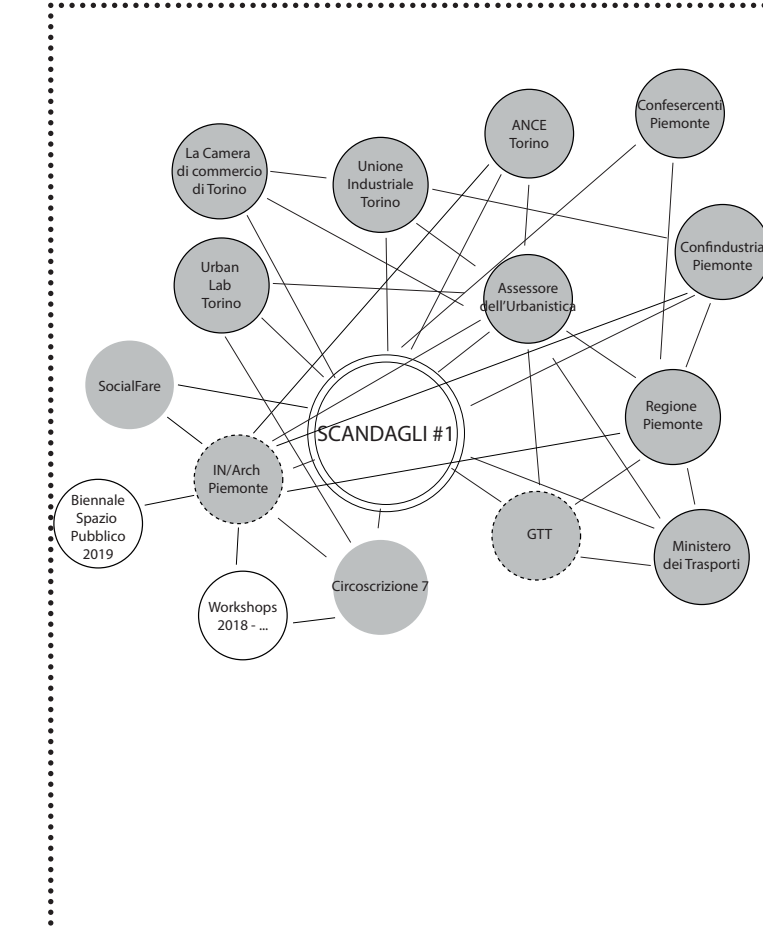 Confesercenti
Piemonte
ANCE
Torino
La Camera
di commercio
di Torino
Unione
Industriale
Torino
Confindustria
Piemonte
Urban
Lab
Torino
Assessore
dell'Urbanistica
SocialFare
Regione
Piemonte
SCANDAGLI #1
IN/Arch
Piemonte
Biennale
Spazio
Pubblico
2019
GTT
Ministero
dei Trasporti
Circoscrizione 7
Workshops
2018 - ...